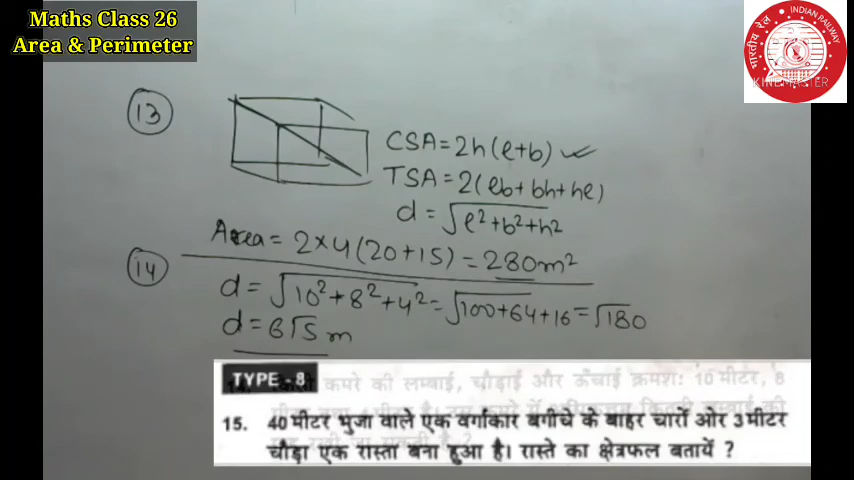 Maths Class 26
Area & Perimeter
भारतीय रेल INDIAN RAILWAY
KINEMASTER
13
CSA = 2h(l+b) ✓
TSA = 2(lb+bh+hl)
d = √l²+b²+h²
Area = 2×4(20+15) = 280m²
14
d = √10²+8²+4² = √100+64+16 = √180
d = 6√5 m
TYPE - 8
कमरे की लम्बाई, चौड़ाई और ऊँचाई क्रमश: 10 मीटर, 8
15. 40 मीटर भुजा वाले एक वर्गाकार बगीचे के बाहर चारों ओर 3 मीटर
चौड़ा एक रास्ता बना हुआ है। रास्ते का क्षेत्रफल बतायें ?